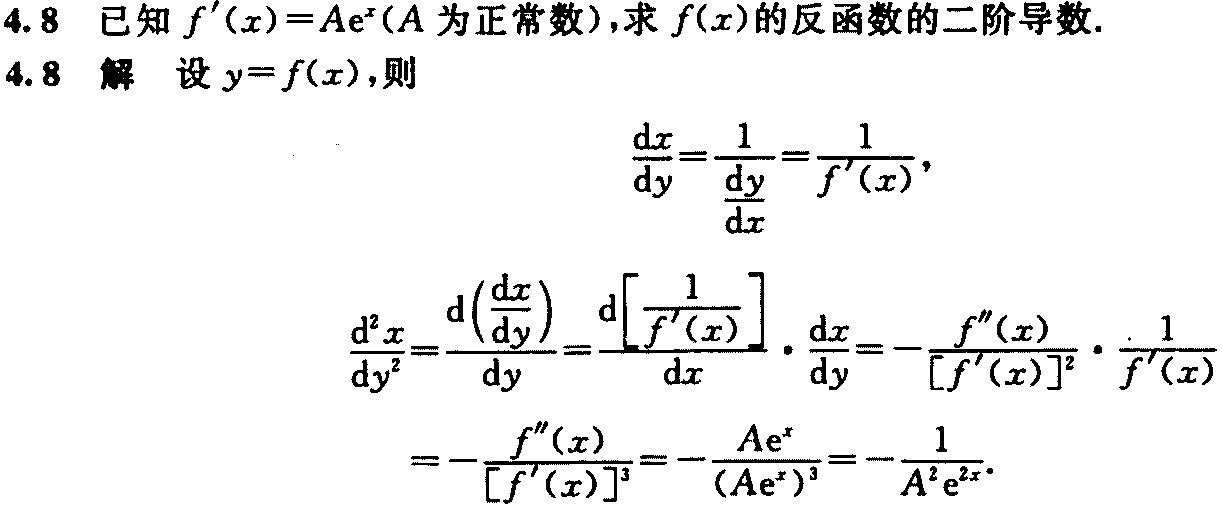 4.8 已知 f′(x)=Aeˣ(A 为正常数),求 f(x)的反函数的二阶导数.
4.8 解 设 y=f(x),则
\frac{dx}{dy}=\frac{1}{\frac{dy}{dx}}=\frac{1}{f'(x)},
\frac{d^2x}{dy^2}=\frac{d\left(\frac{dx}{dy}\right)}{dy}=\frac{d\left[\frac{1}{f'(x)}\right]}{dx}·\frac{dx}{dy}=-\frac{f''(x)}{[f'(x)]^2}·\frac{1}{f'(x)}
=-\frac{f''(x)}{[f'(x)]^3}=-\frac{Ae^x}{(Ae^x)^3}=-\frac{1}{A^2e^{2x}}.